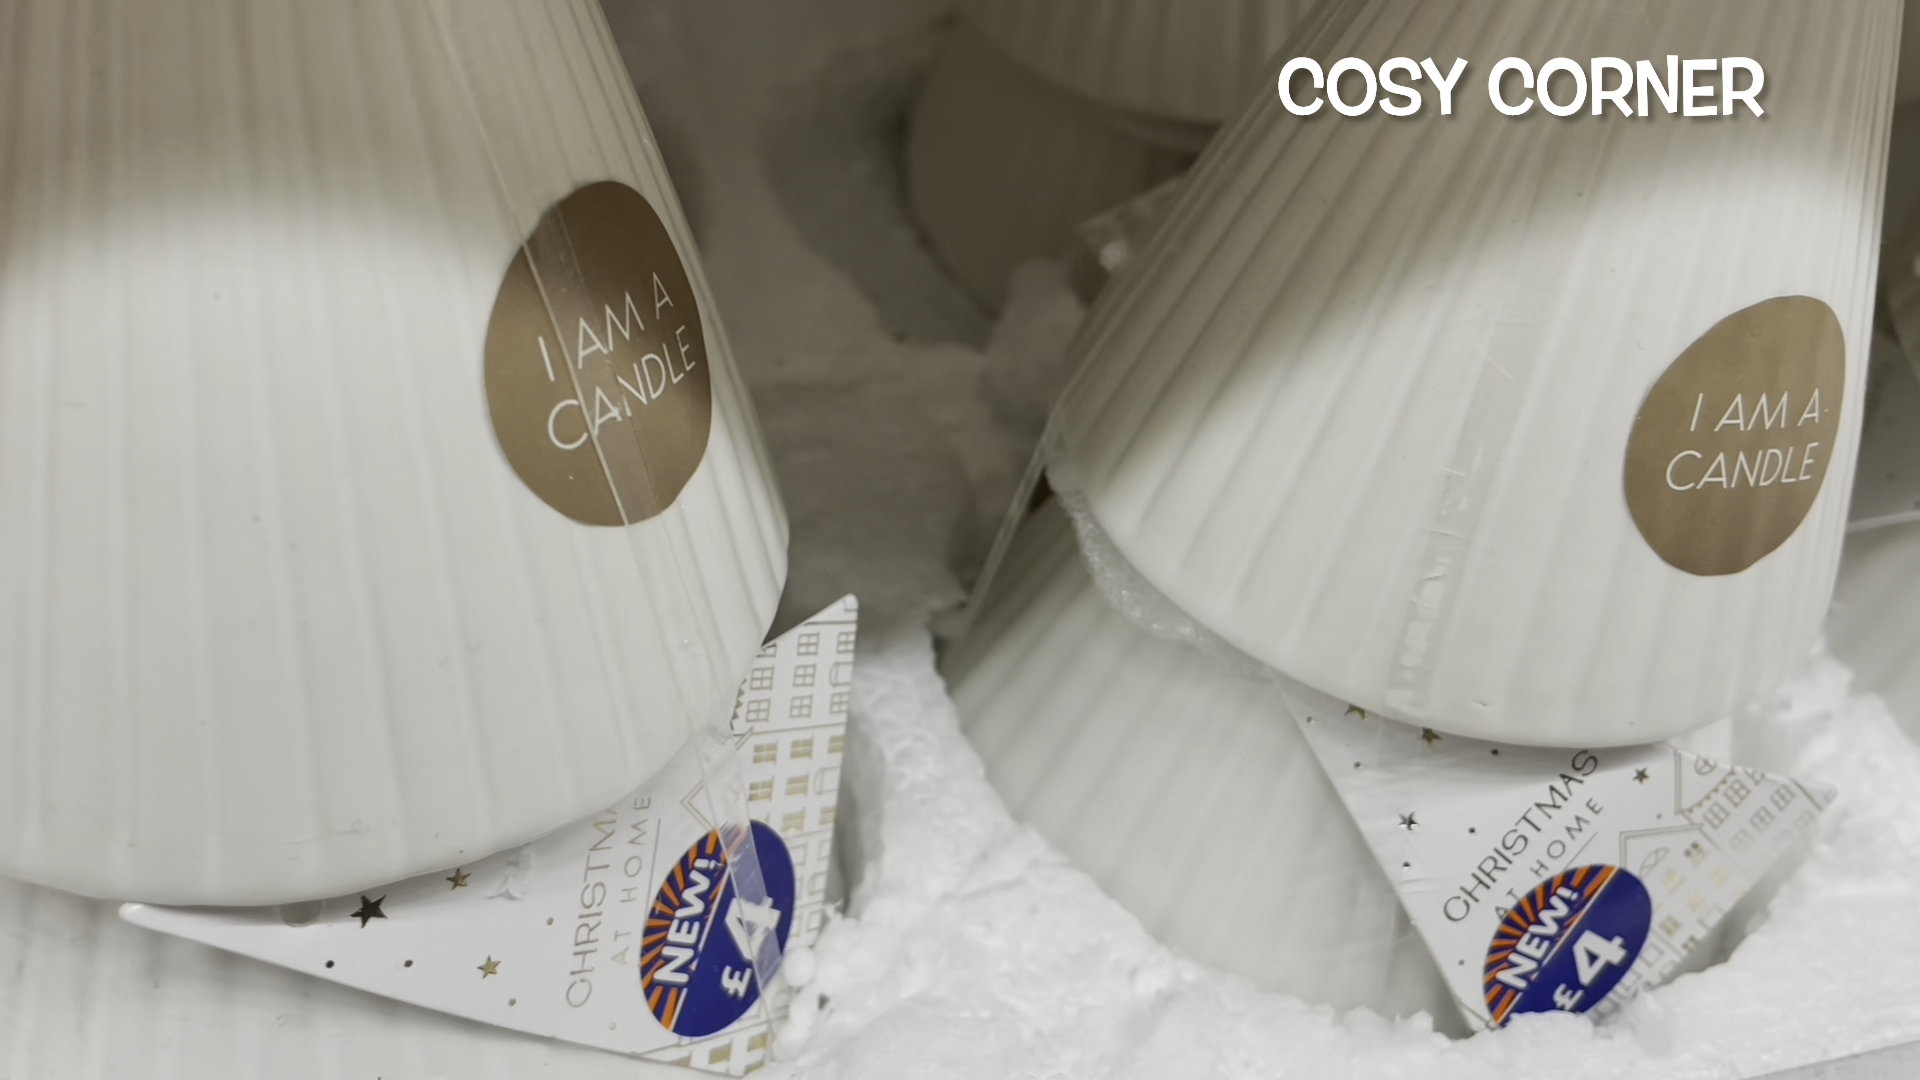 COSY CORNER
I AM A
CANDLE
I AM A
CANDLE
CHRISTMAS
AT HOME
NEW!
£4
CHRISTMAS
AT HOME
NEW!
£4